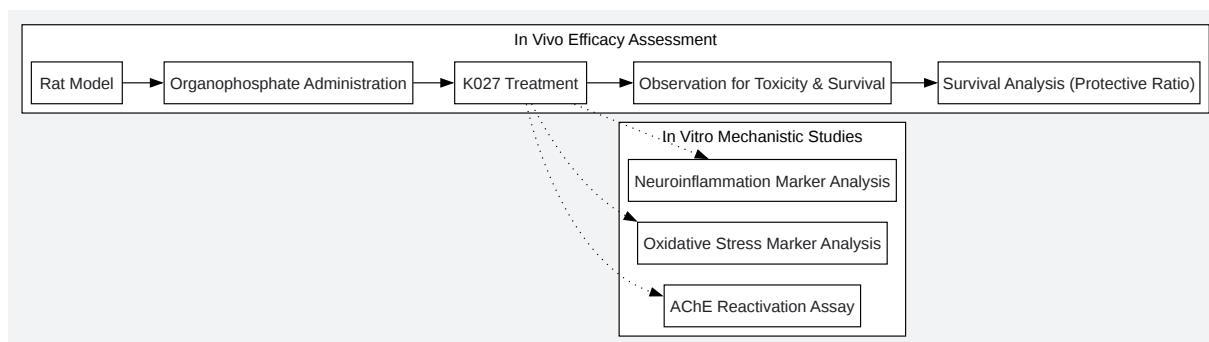 In Vivo Efficacy Assessment
Rat Model
Organophosphate Administration
K027 Treatment
Observation for Toxicity & Survival
Survival Analysis (Protective Ratio)
In Vitro Mechanistic Studies
Neuroinflammation Marker Analysis
Oxidative Stress Marker Analysis
AChE Reactivation Assay